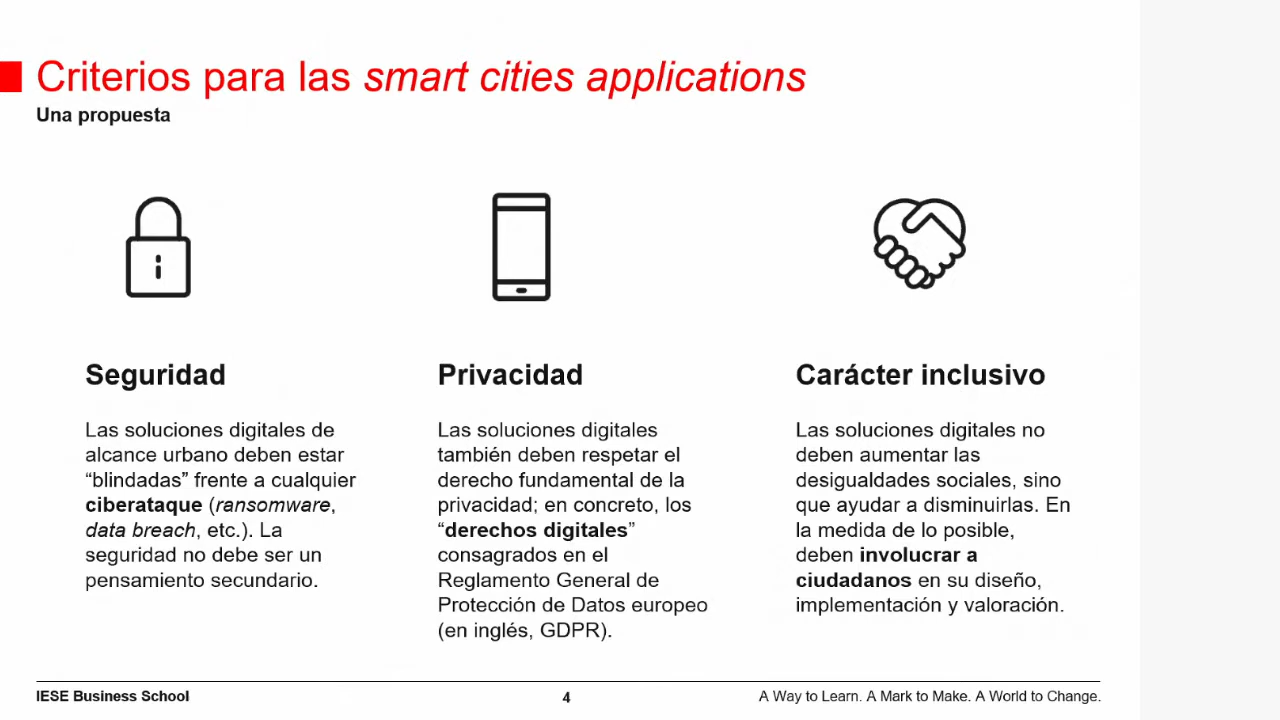 Criterios para las smart cities applications
Una propuesta
Seguridad
Las soluciones digitales de
alcance urbano deben estar
“blindadas” frente a cualquier
ciberataque (ransomware,
data breach, etc.). La
seguridad no debe ser un
pensamiento secundario.
Privacidad
Las soluciones digitales
también deben respetar el
derecho fundamental de la
privacidad; en concreto, los
“derechos digitales”
consagrados en el
Reglamento General de
Protección de Datos europeo
(en inglés, GDPR).
Carácter inclusivo
Las soluciones digitales no
deben aumentar las
desigualdades sociales, sino
que ayudar a disminuirlas. En
la medida de lo posible,
deben involucrar a
ciudadanos en su diseño,
implementación y valoración.
IESE Business School
4
A Way to Learn. A Mark to Make. A World to Change.